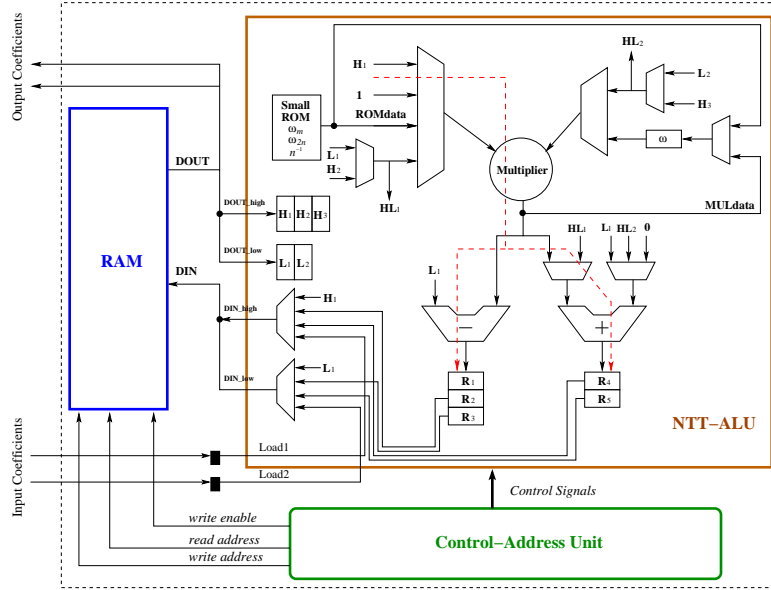 Output Coefficients
Input Coefficients
RAM
DOUT
DIN
DOUT_high
DOUT_low
DIN_high
DIN_low
H1 H2 H3
L1 L2
H1
L1
Small
ROM
ωm
ω2n
n⁻¹
H1
1
ROMdata
L1
H2
HL1
Multiplier
HL2
L2
H3
ω
MULdata
L1
HL1
L1 HL2 0
−
+
R1
R2
R3
R4
R5
NTT−ALU
Load1
Load2
Control Signals
write enable
read address
write address
Control−Address Unit